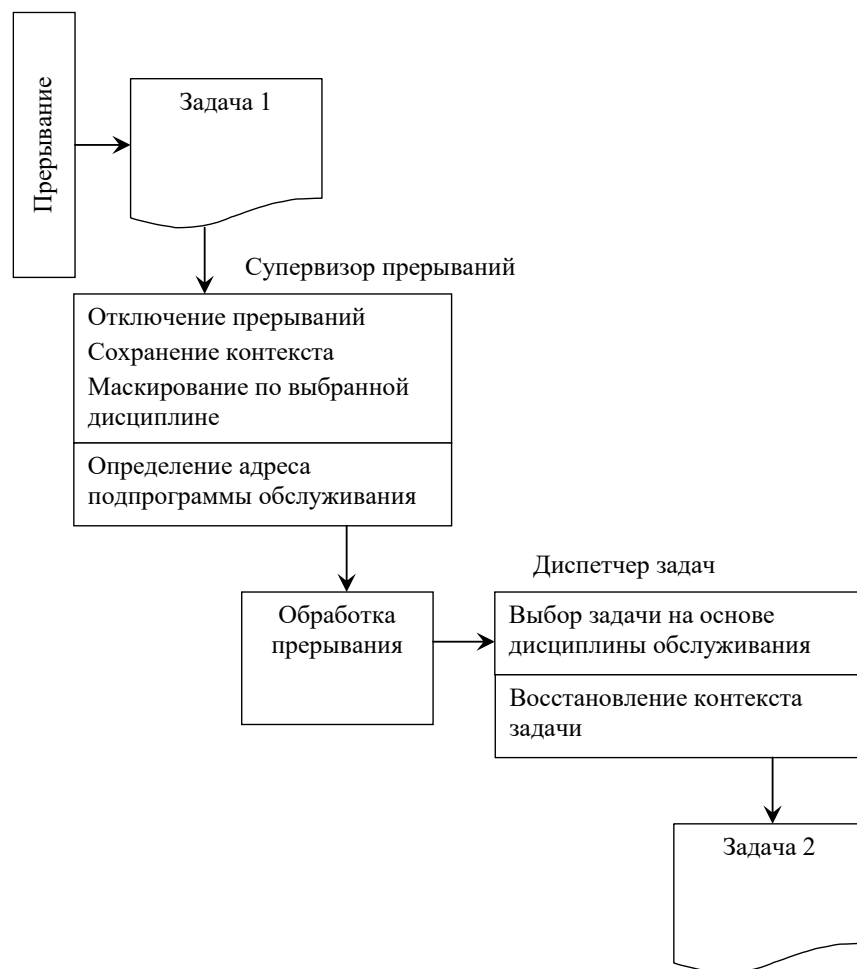 Прерывание
Задача 1
Супервизор прерываний
Отключение прерываний
Сохранение контекста
Маскирование по выбранной
дисциплине
Определение адреса
подпрограммы обслуживания
Диспетчер задач
Обработка
прерывания
Выбор задачи на основе
дисциплины обслуживания
Восстановление контекста
задачи
Задача 2